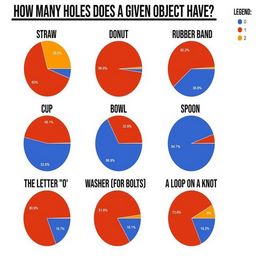 HOW MANY HOLES DOES A GIVEN OBJECT HAVE?
LEGEND:
0
1
2
STRAW
DONUT
RUBBER BAND
CUP
BOWL
SPOON
THE LETTER "O"
WASHER (FOR BOLTS)
A LOOP ON A KNOT